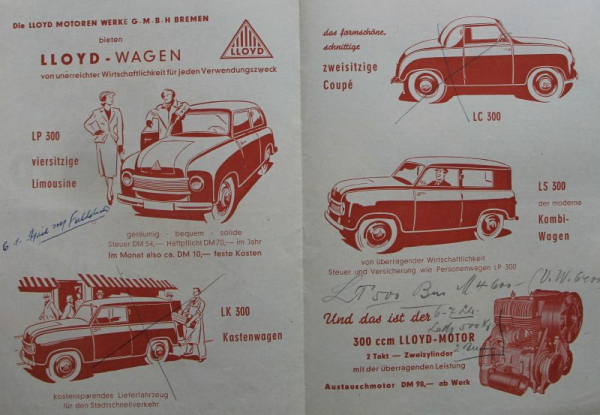 Die LLOYD MOTOREN WERKE G·M·B·H BREMEN
bieten
LLOYD - WAGEN
von unerreichter Wirtschaftlichkeit für jeden Verwendungszweck
LLOYD
LP 300
viersitzige
Limousine
geräumig - bequem - solide
Steuer DM 54,— Haftpflicht DM 70,— im Jahr
Im Monat also ca. DM 10,— feste Kosten
LK 300
Kastenwagen
kostensparendes Lieferfahrzeug
für den Stadtschnellverkehr
das formschöne,
schnittige
zweisitzige
Coupé
LC 300
LS 300
der moderne
Kombi-
Wagen
von überragender Wirtschaftlichkeit
Steuer und Versicherung wie Personenwagen LP 300
LT 500 Bus
Und das ist der
300 ccm LLOYD-MOTOR
2 Takt — Zweizylinder
mit der überragenden Leistung
Austauschmotor DM 98,— ab Werk